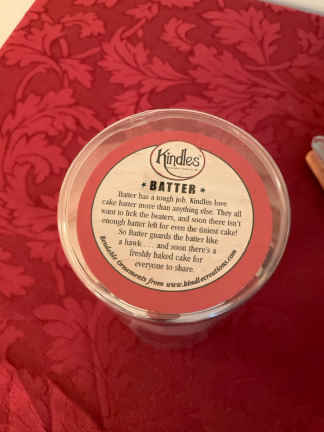 Kindles
• BATTER •
Batter has a tough job. Kindles love
cake batter more than anything else. They all
want to lick the beaters, and soon there isn't
enough batter left for even the tiniest cake!
So Batter guards the batter like
a hawk . . . and soon there's a
freshly baked cake for
everyone to share.
Readable Ornaments from www.kindlecreations.com